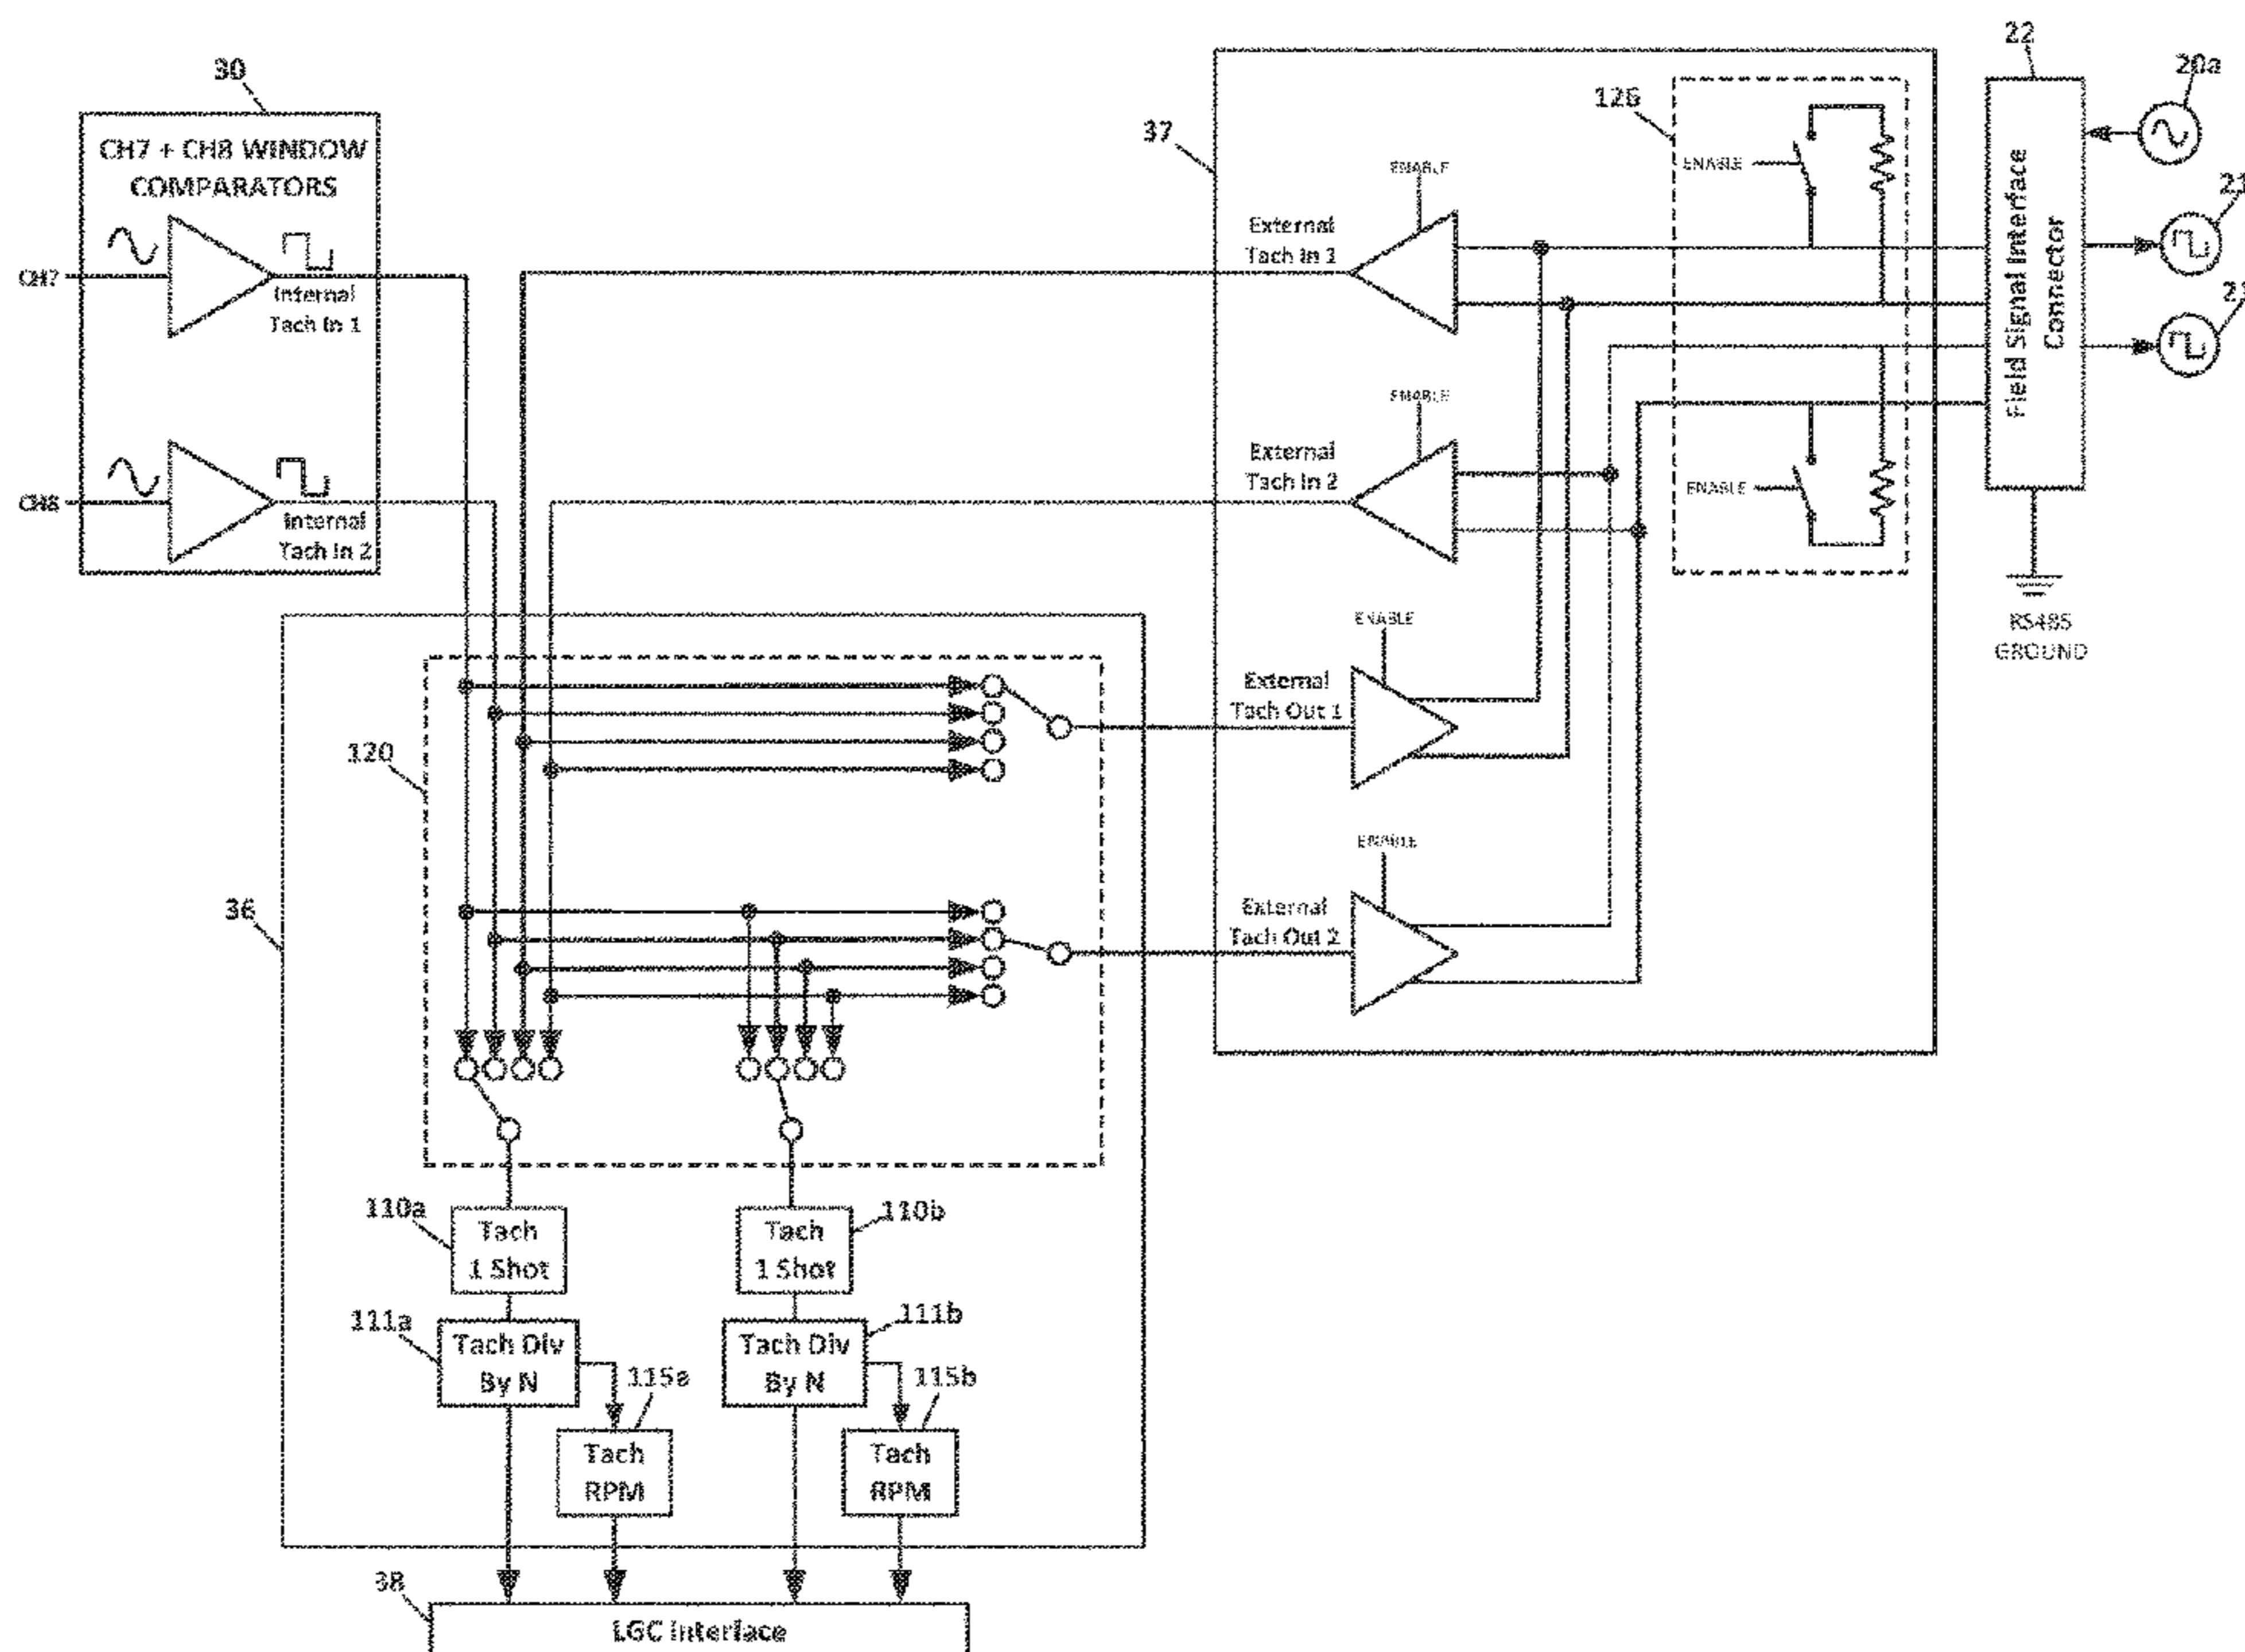 30
CH7 + CH8 WINDOW
COMPARATORS
CH7
Internal
Tach In 1
CH8
Internal
Tach In 2
37
External
Tach In 1
ENABLE
External
Tach In 2
ENABLE
External
Tach Out 1
ENABLE
External
Tach Out 2
ENABLE
126
ENABLE
ENABLE
22
Field Signal Interface
Connector
20a
21
21
RS485
GROUND
36
120
110a
Tach
1 Shot
110b
Tach
1 Shot
111a
Tach Div
By N
111b
Tach Div
By N
115a
Tach
RPM
115b
Tach
RPM
38
LGC Interface